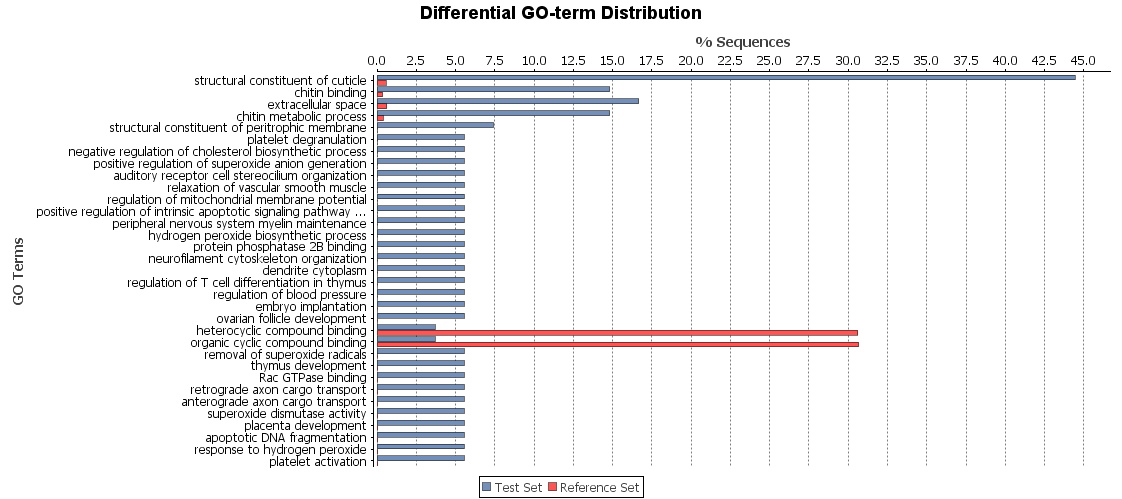 Differential GO-term Distribution
% Sequences
0.0 2.5 5.0 7.5 10.0 12.5 15.0 17.5 20.0 22.5 25.0 27.5 30.0 32.5 35.0 37.5 40.0 42.5 45.0
GO Terms
structural constituent of cuticle
chitin binding
extracellular space
chitin metabolic process
structural constituent of peritrophic membrane
platelet degranulation
negative regulation of cholesterol biosynthetic process
positive regulation of superoxide anion generation
auditory receptor cell stereocilium organization
relaxation of vascular smooth muscle
regulation of mitochondrial membrane potential
positive regulation of intrinsic apoptotic signaling pathway ...
peripheral nervous system myelin maintenance
hydrogen peroxide biosynthetic process
protein phosphatase 2B binding
neurofilament cytoskeleton organization
dendrite cytoplasm
regulation of T cell differentiation in thymus
regulation of blood pressure
embryo implantation
ovarian follicle development
heterocyclic compound binding
organic cyclic compound binding
removal of superoxide radicals
thymus development
Rac GTPase binding
retrograde axon cargo transport
anterograde axon cargo transport
superoxide dismutase activity
placenta development
apoptotic DNA fragmentation
response to hydrogen peroxide
platelet activation
Test Set Reference Set